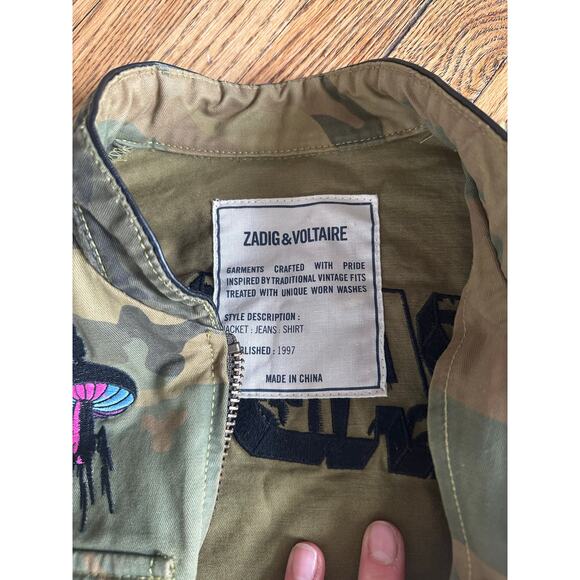 ZADIG & VOLTAIRE
GARMENTS CRAFTED WITH PRIDE
INSPIRED BY TRADITIONAL VINTAGE FITS
TREATED WITH UNIQUE WORN WASHES
STYLE DESCRIPTION :
ACKET : JEANS : SHIRT
BLISHED : 1997
MADE IN CHINA